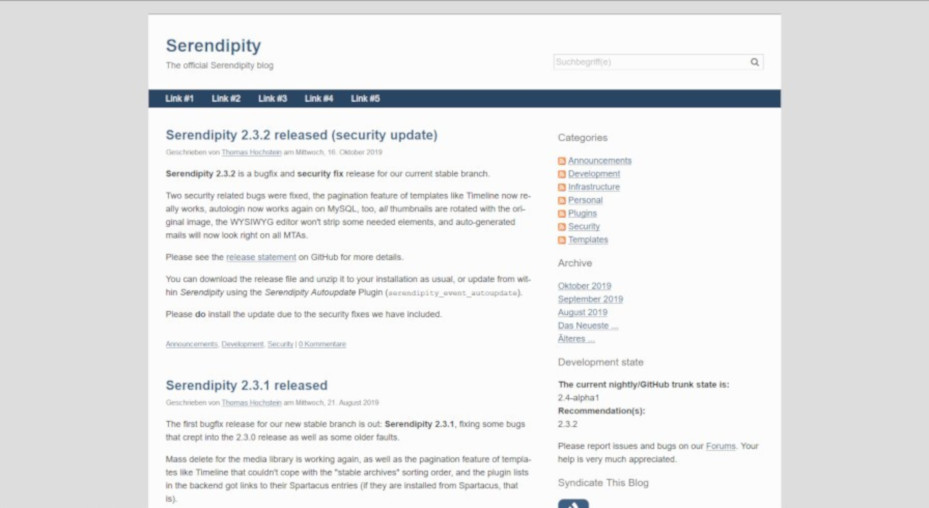 Serendipity
The official Serendipity blog
Suchbegriff(e)
Link #1 Link #2 Link #3 Link #4 Link #5
Serendipity 2.3.2 released (security update)
Geschrieben von Thomas Hochstein am Mittwoch, 16. Oktober 2019
Serendipity 2.3.2 is a bugfix and security fix release for our current stable branch.
Two security related bugs were fixed, the pagination feature of templates like Timeline now re-
ally works, autologin now works again on MySQL, too, all thumbnails are rotated with the ori-
ginal image, the WYSIWYG editor won't strip some needed elements, and auto-generated
mails will now look right on all MTAs.
Please see the release statement on GitHub for more details.
You can download the release file and unzip it to your installation as usual, or update from wit-
hin Serendipity using the Serendipity Autoupdate Plugin (serendipity_event_autoupdate).
Please do install the update due to the security fixes we have included.
Announcements, Development, Security | 0 Kommentare
Serendipity 2.3.1 released
Geschrieben von Thomas Hochstein am Mittwoch, 21. August 2019
The first bugfix release for our new stable branch is out: Serendipity 2.3.1, fixing some bugs
that crept into the 2.3.0 release as well as some older faults.
Mass delete for the media library is working again, as well as the pagination feature of templa-
tes like Timeline that couldn't cope with the "stable archives" sorting order, and the plugin lists
in the backend got links to their Spartacus entries (if they are installed from Spartacus, that
is).
Categories
Announcements
Development
Infrastructure
Personal
Plugins
Security
Templates
Archive
Oktober 2019
September 2019
August 2019
Das Neueste ...
Älteres ...
Development state
The current nightly/GitHub trunk state is:
2.4-alpha1
Recommendation(s):
2.3.2
Please report issues and bugs on our Forums. Your
help is very much appreciated.
Syndicate This Blog